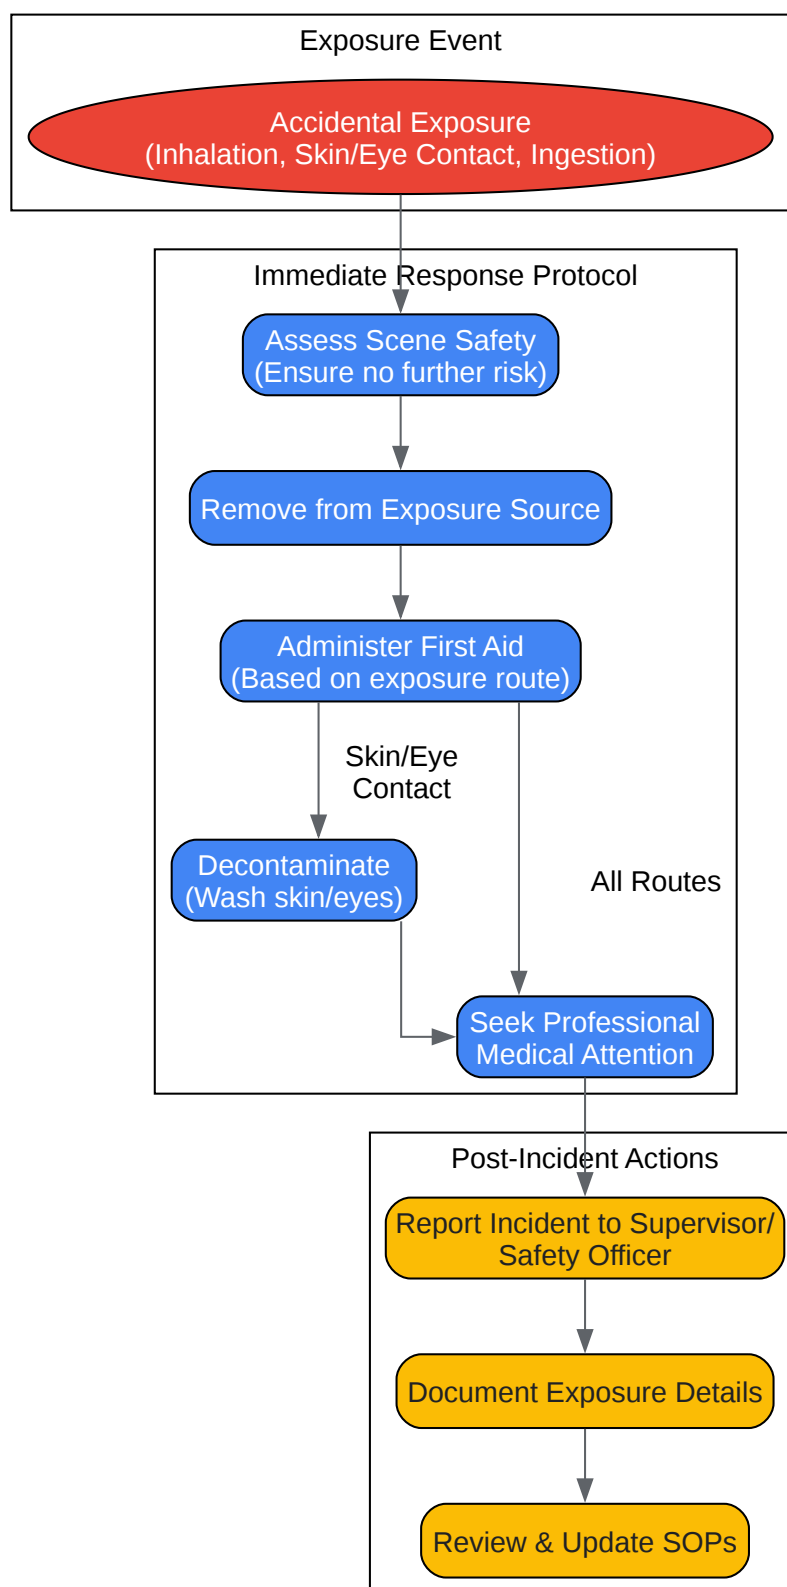 Exposure Event
Accidental Exposure
(Inhalation, Skin/Eye Contact, Ingestion)
Immediate Response Protocol
Assess Scene Safety
(Ensure no further risk)
Remove from Exposure Source
Administer First Aid
(Based on exposure route)
Skin/Eye
Contact
Decontaminate
(Wash skin/eyes)
All Routes
Seek Professional
Medical Attention
Post-Incident Actions
Report Incident to Supervisor/
Safety Officer
Document Exposure Details
Review & Update SOPs